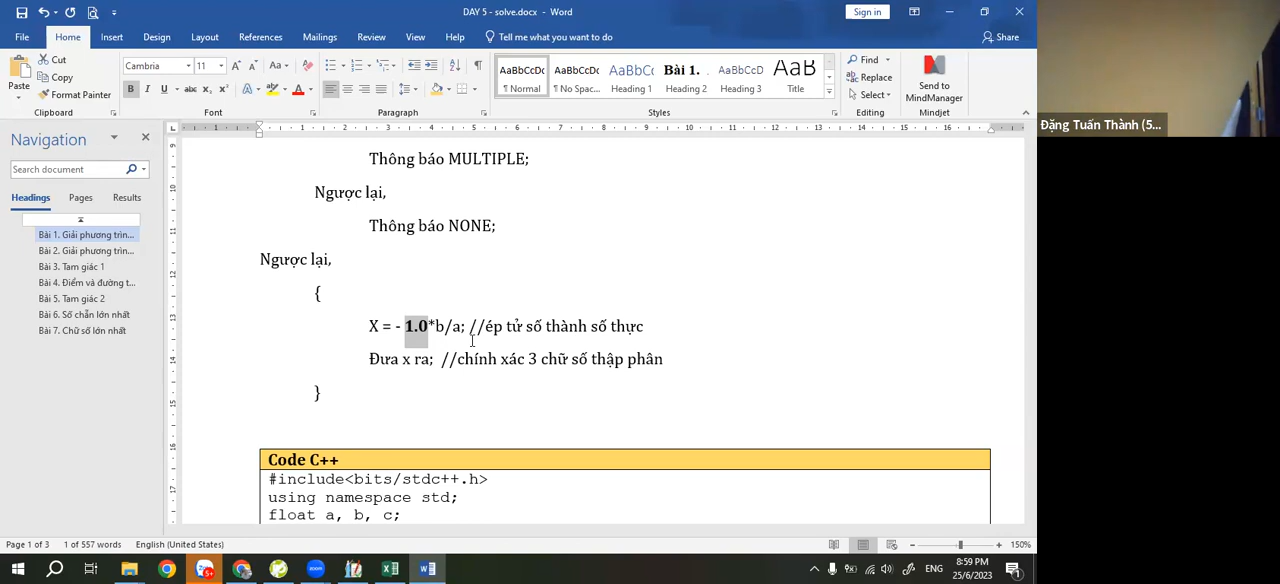 DAY 5 - solve.docx - Word
Sign in
File Home Insert Design Layout References Mailings Review View Help Tell me what you want to do Share
Paste
Cut
Copy
Format Painter
Clipboard
Cambria 11
Font
Paragraph
AaBbCcDc AaBbCcDc AaBbCc Bài 1. AaBbCcD AaB
¶ Normal ¶ No Spac... Heading 1 Heading 2 Heading 3 Title
Styles
Find
Replace
Select
Editing
Send to
MindManager
Mindjet
Navigation
Search document
Headings Pages Results
Bài 1. Giải phương trìn...
Bài 2. Giải phương trìn...
Bài 3. Tam giác 1
Bài 4. Điểm và đường t...
Bài 5. Tam giác 2
Bài 6. Số chẵn lớn nhất
Bài 7. Chữ số lớn nhất
Thông báo MULTIPLE;
Ngược lại,
Thông báo NONE;
Ngược lại,
{
X = - 1.0*b/a; //ép tử số thành số thực
Đưa x ra; //chính xác 3 chữ số thập phân
}
Code C++
#include<bits/stdc++.h>
using namespace std;
float a, b, c;
Đặng Tuấn Thành (5...
Page 1 of 3 1 of 557 words English (United States) 150%
ENG
8:59 PM
25/6/2023